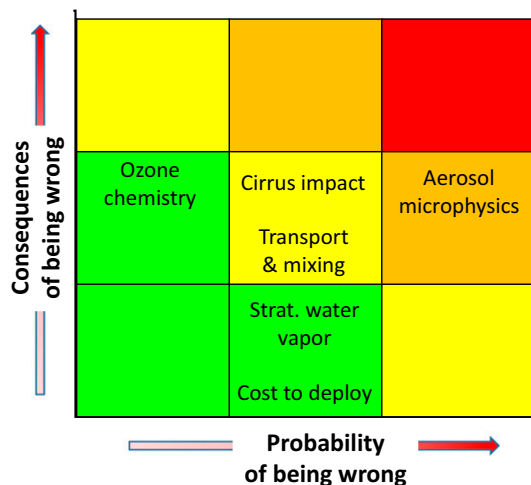 Consequences
of being wrong
Ozone
chemistry
Cirrus impact
Transport
& mixing
Aerosol
microphysics
Strat. water
vapor
Cost to deploy
Probability
of being wrong